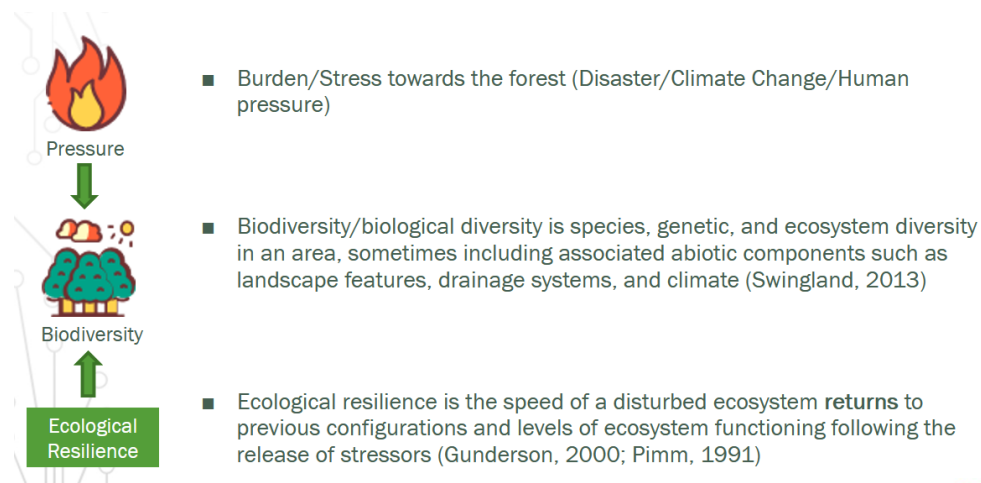 Pressure
■ Burden/Stress towards the forest (Disaster/Climate Change/Human
pressure)
Biodiversity
■ Biodiversity/biological diversity is species, genetic, and ecosystem diversity
in an area, sometimes including associated abiotic components such as
landscape features, drainage systems, and climate (Swingland, 2013)
Ecological
Resilience
■ Ecological resilience is the speed of a disturbed ecosystem returns to
previous configurations and levels of ecosystem functioning following the
release of stressors (Gunderson, 2000; Pimm, 1991)